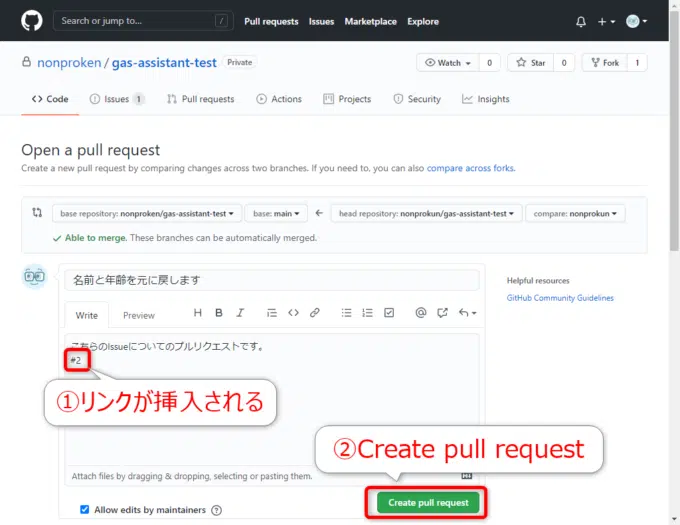 Search or jump to... /
Pull requests Issues Marketplace Explore
nonproken / gas-assistant-test Private
Watch 0 Star 0 Fork 1
Code Issues 1 Pull requests Actions Projects Security Insights
Open a pull request
Create a new pull request by comparing changes across two branches. If you need to, you can also compare across forks.
base repository: nonproken/gas-assistant-test base: main head repository: nonprokun/gas-assistant-test compare: nonprokun
Able to merge. These branches can be automatically merged.
名前と年齢を元に戻します
Helpful resources
GitHub Community Guidelines
Write Preview
こちらのIssueについてのプルリクエストです。
#2
①リンクが挿入される
②Create pull request
Attach files by dragging & dropping, selecting or pasting them.
Allow edits by maintainers
Create pull request